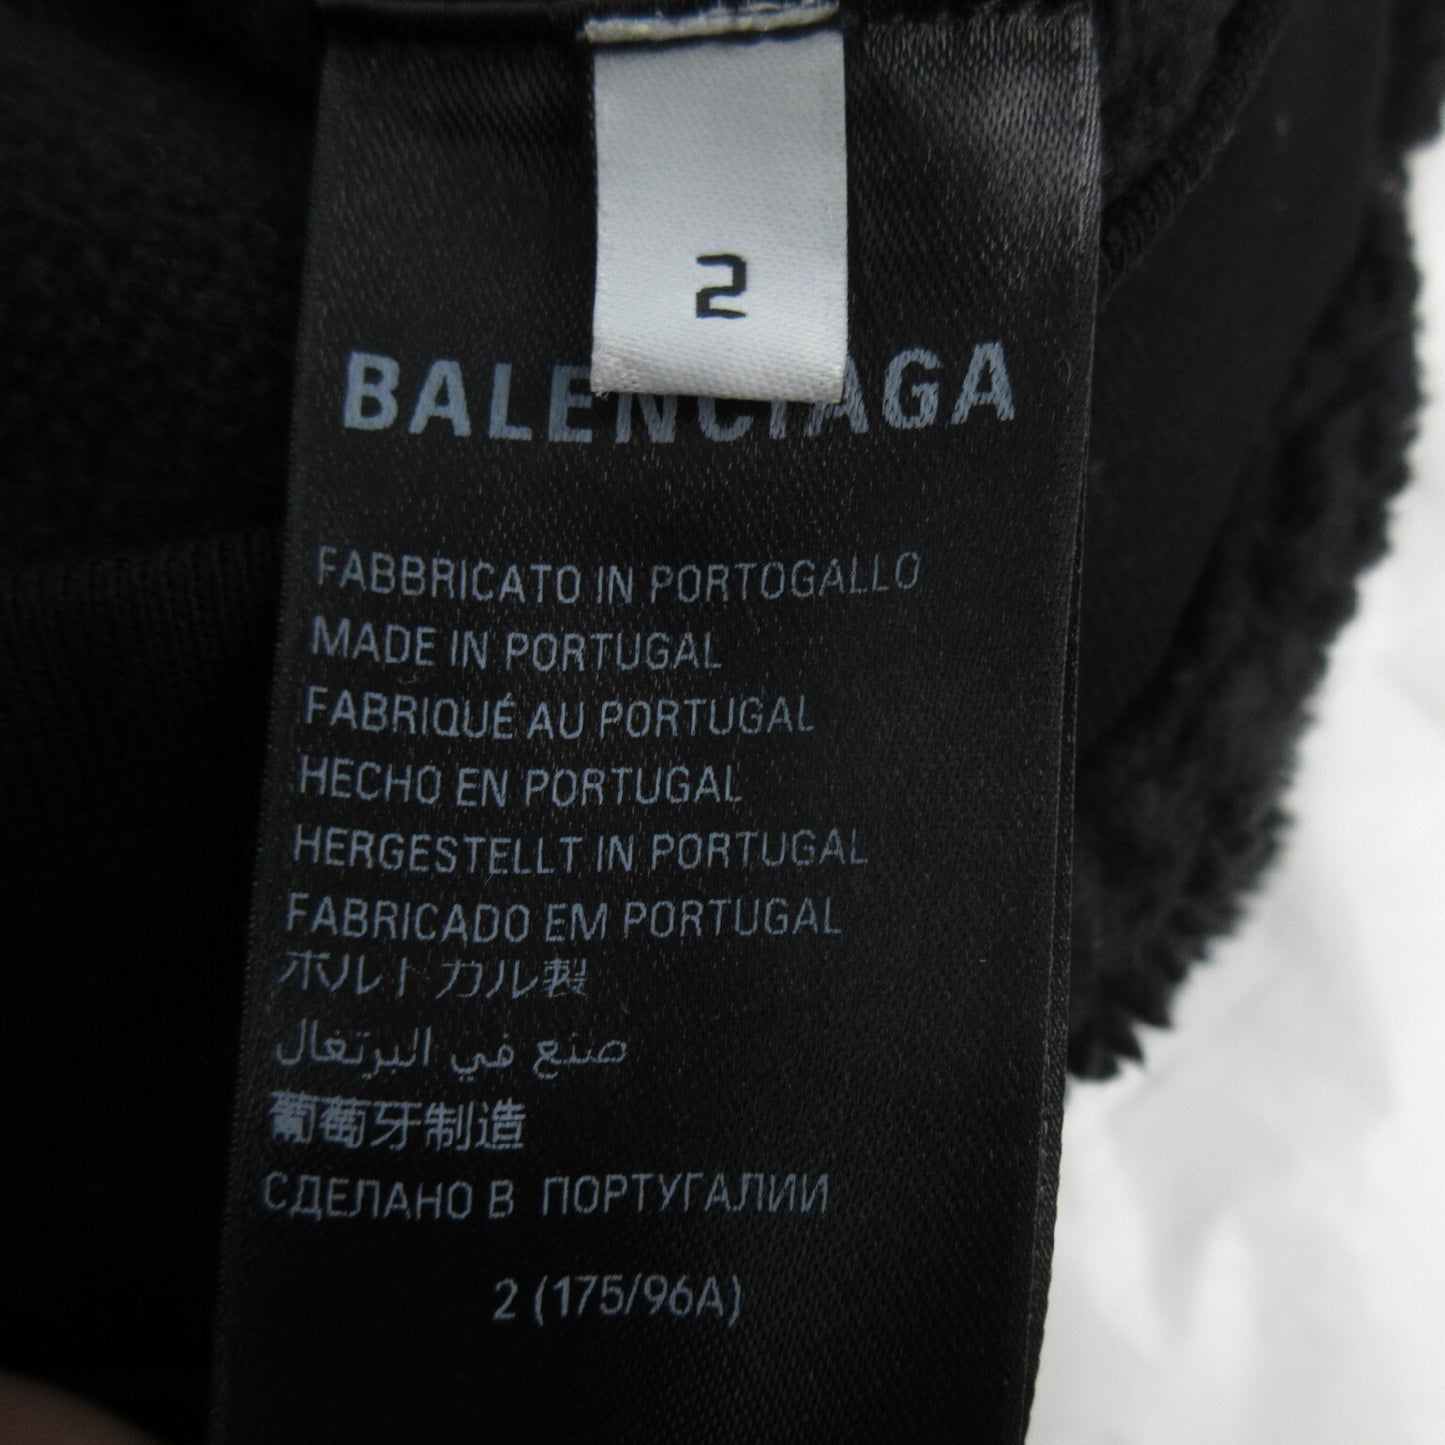 2
BALENCIAGA
FABBRICATO IN PORTOGALLO
MADE IN PORTUGAL
FABRIQUÉ AU PORTUGAL
HECHO EN PORTUGAL
HERGESTELLT IN PORTUGAL
FABRICADO EM PORTUGAL
ポルトガル製
صنع في البرتغال
葡萄牙制造
СДЕЛАНО В ПОРТУГАЛИИ
2 (175/96A)